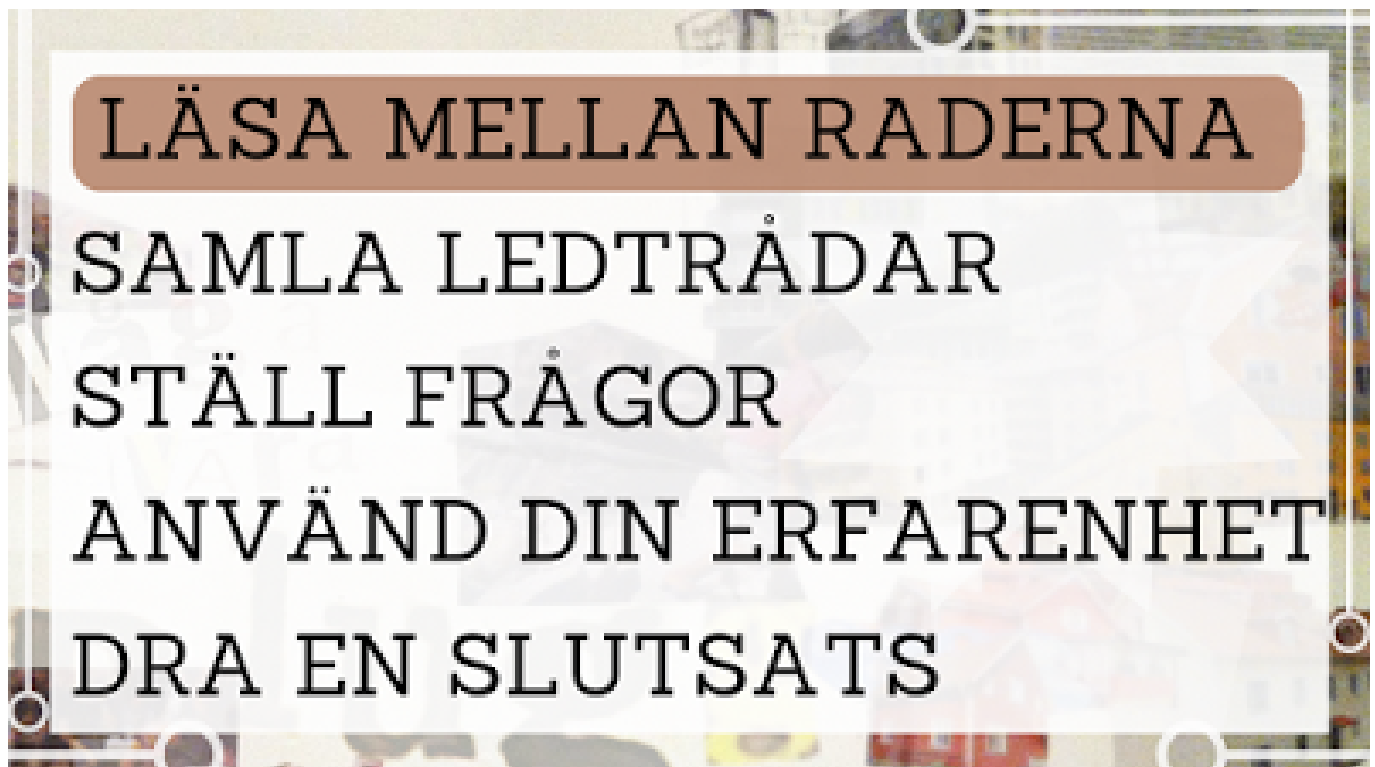 LÄSA MELLAN RADERNA
SAMLA LEDTRÅDAR
STÄLL FRÅGOR
ANVÄND DIN ERFARENHET
DRA EN SLUTSATS